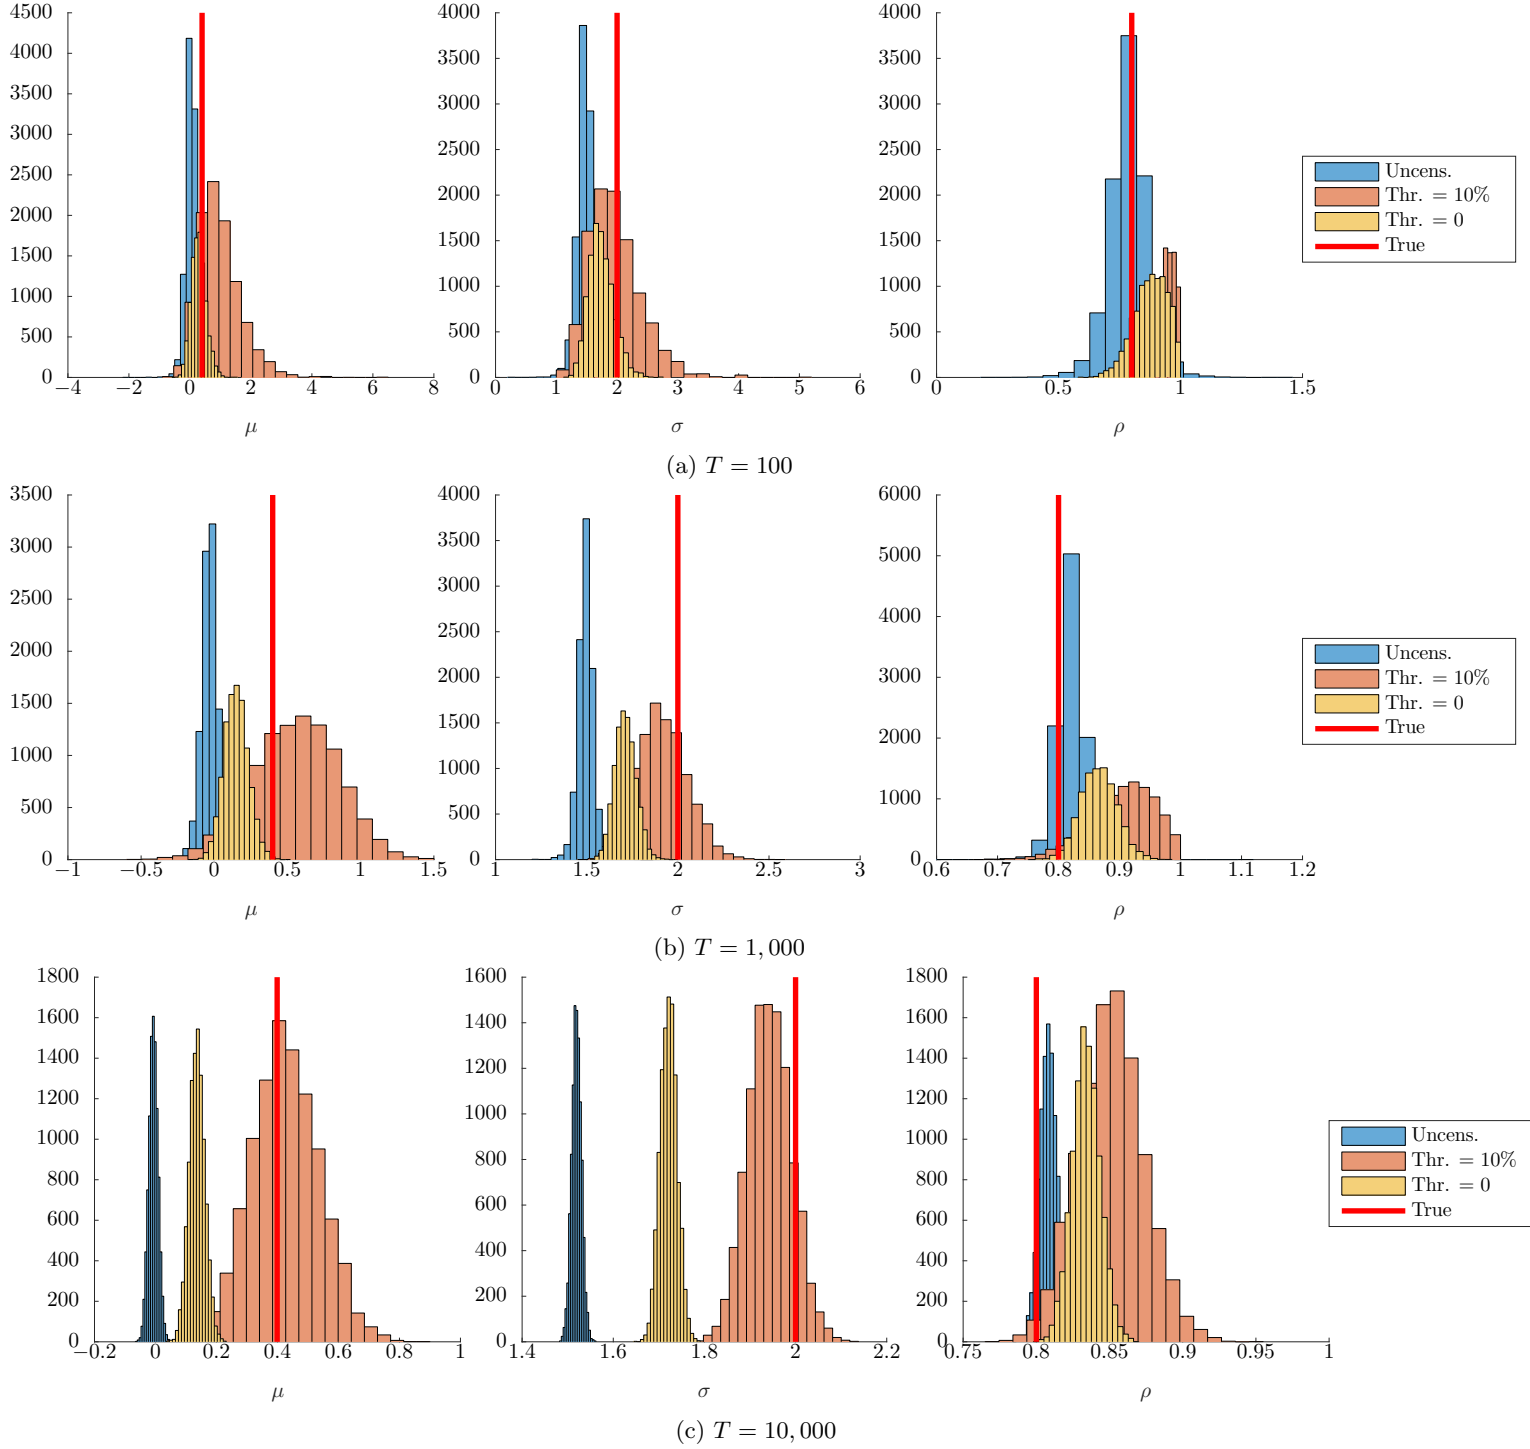 4500
4000
3500
3000
2500
2000
1500
1000
500
0
−4 −2 0 2 4 6 8
μ
4000
3500
3000
2500
2000
1500
1000
500
0
0 1 2 3 4 5 6
σ
4000
3500
3000
2500
2000
1500
1000
500
0
0 0.5 1 1.5
ρ
Uncens.
Thr. = 10%
Thr. = 0
True
(a) T = 100
3500
3000
2500
2000
1500
1000
500
0
−1 −0.5 0 0.5 1 1.5
μ
4000
3500
3000
2500
2000
1500
1000
500
0
1 1.5 2 2.5 3
σ
6000
5000
4000
3000
2000
1000
0
0.6 0.7 0.8 0.9 1 1.1 1.2
ρ
Uncens.
Thr. = 10%
Thr. = 0
True
(b) T = 1,000
1800
1600
1400
1200
1000
800
600
400
200
0
−0.2 0 0.2 0.4 0.6 0.8 1
μ
1600
1400
1200
1000
800
600
400
200
0
1.4 1.6 1.8 2 2.2
σ
1800
1600
1400
1200
1000
800
600
400
200
0
0.75 0.8 0.85 0.9 0.95 1
ρ
Uncens.
Thr. = 10%
Thr. = 0
True
(c) T = 10,000